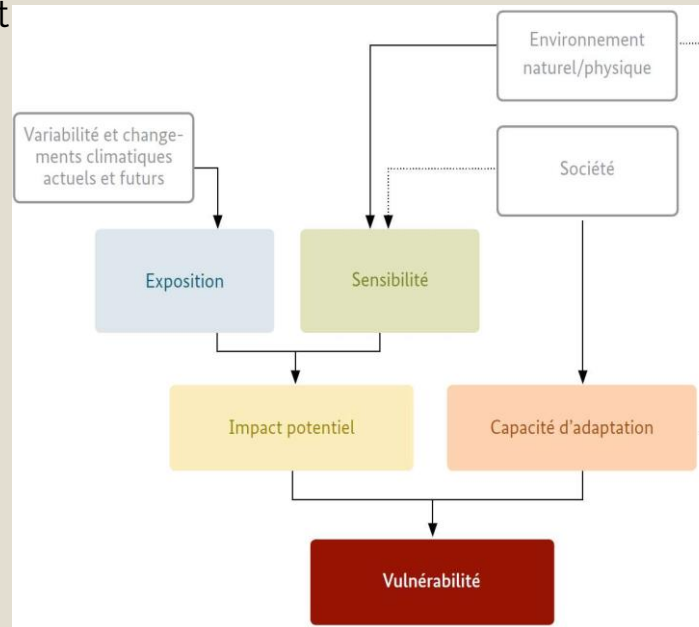 t
Environnement
naturel/physique
Variabilité et change-
ments climatiques
actuels et futurs
Société
Exposition
Sensibilité
Impact potentiel
Capacité d'adaptation
Vulnérabilité